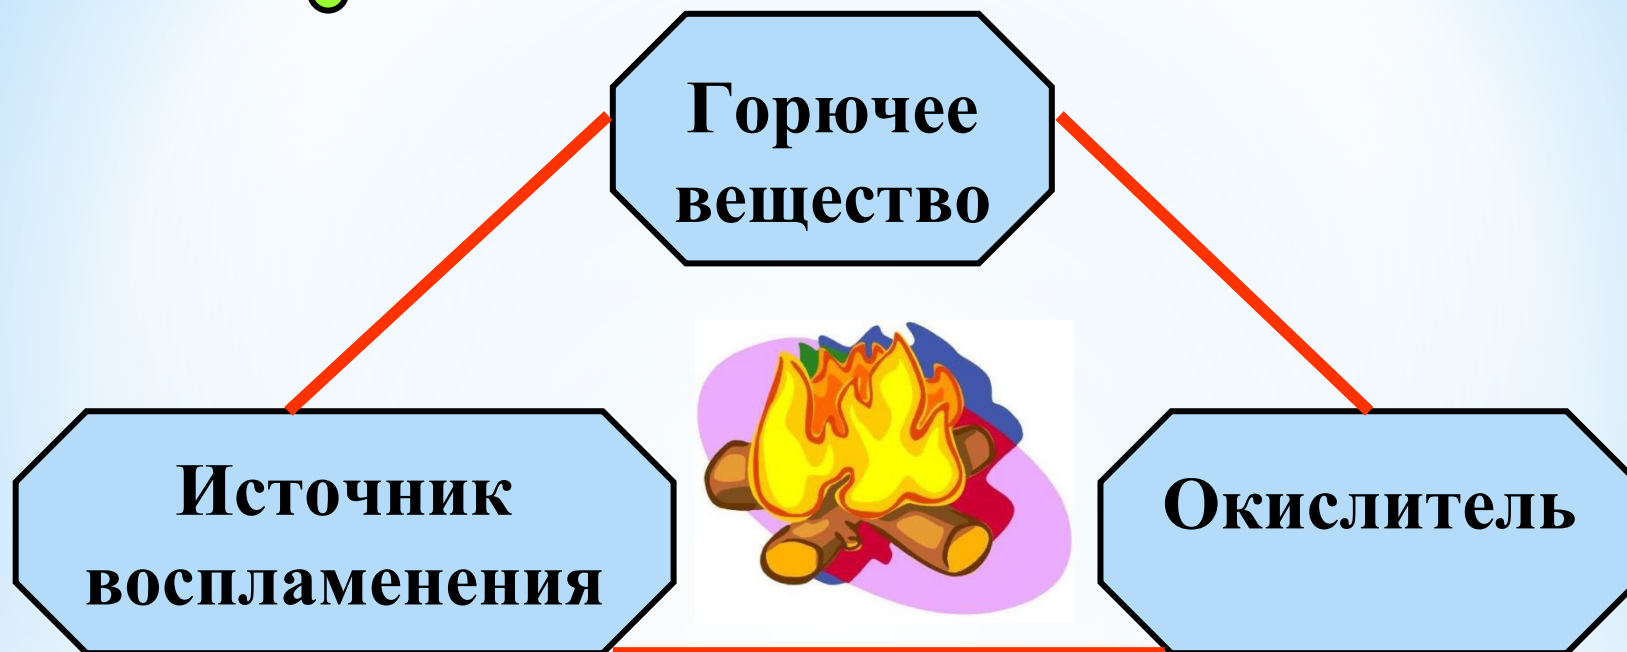 Горючее
вещество
Источник
воспламенения
Окислитель